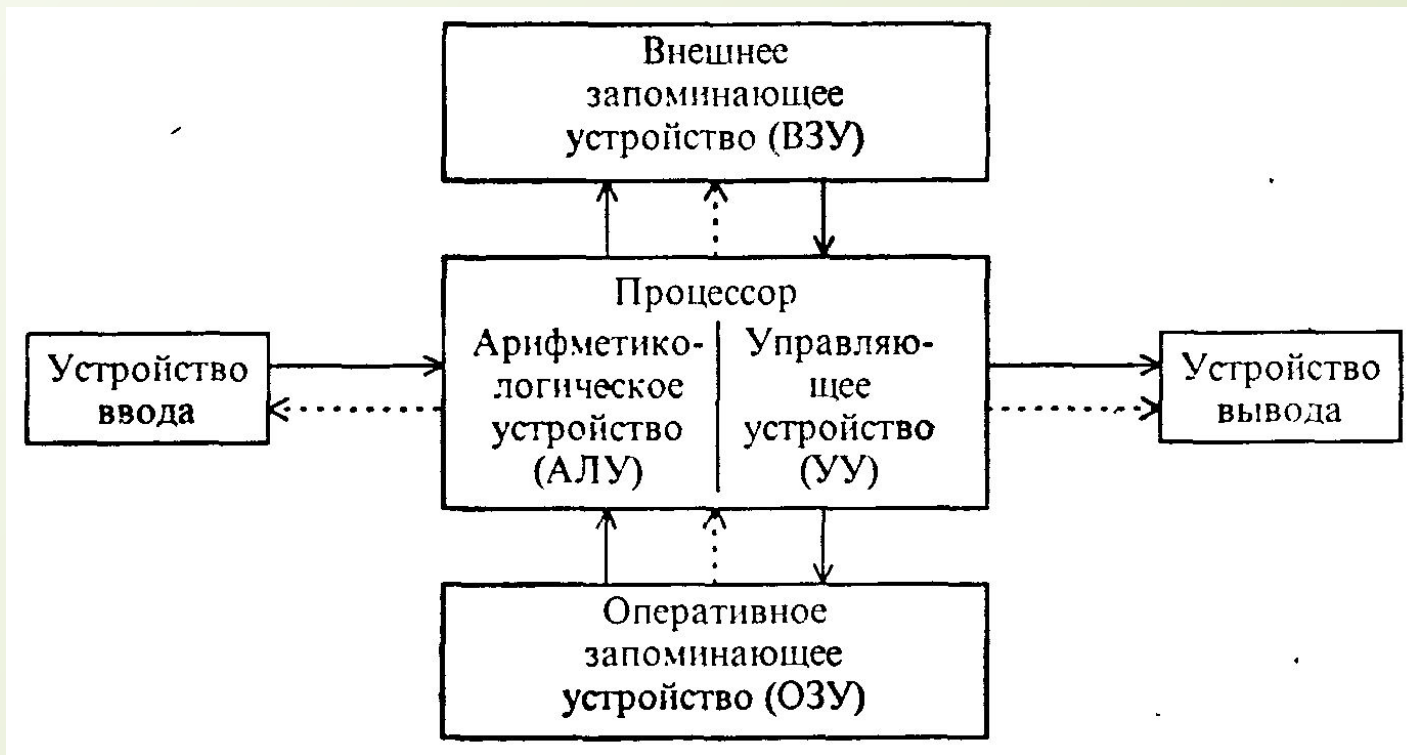 Внешнее
запоминающее
устройство (ВЗУ)
Процессор
Арифметико-
логическое
устройство
(АЛУ)
Управляю-
щее
устройство
(УУ)
Устройство
ввода
Устройство
вывода
Оперативное
запоминающее
устройство (ОЗУ)